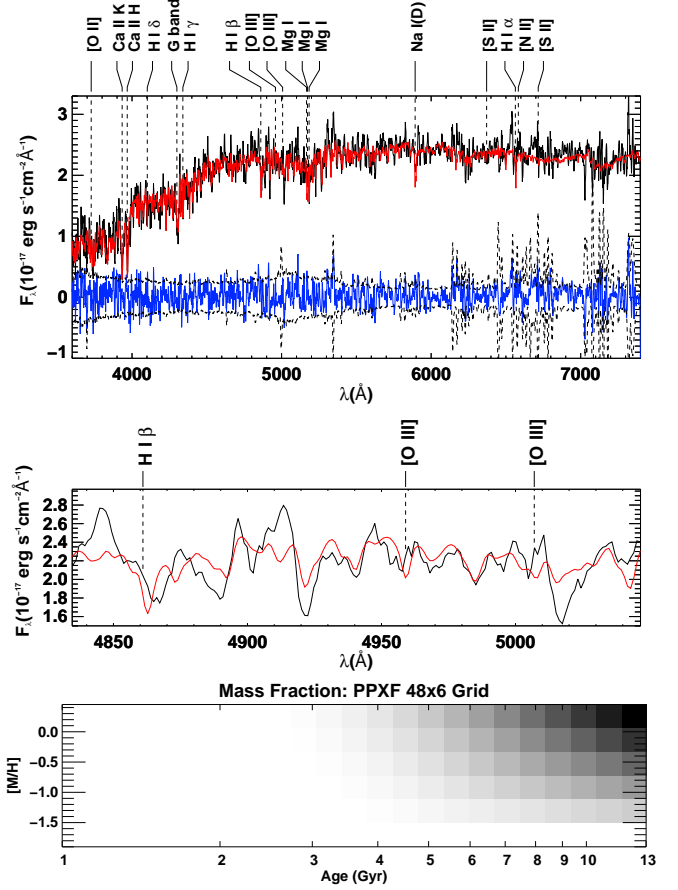 [O II]
Ca II K
Ca II H
H I δ
G band
H I γ
H I β
[O III]
[O III]
Mg I
Mg I
Mg I
Na I(D)
[S II]
H I α
[N II]
[S II]
3
2
1
0
−1
Fλ(10⁻¹⁷ erg s⁻¹cm⁻²Å⁻¹)
4000 5000 6000 7000
λ(Å)
H I β
[O III]
[O III]
2.8
2.6
2.4
2.2
2.0
1.8
1.6
Fλ(10⁻¹⁷ erg s⁻¹cm⁻²Å⁻¹)
4850 4900 4950 5000
λ(Å)
Mass Fraction: PPXF 48x6 Grid
0.0
−0.5
−1.0
−1.5
[M/H]
1 2 3 4 5 6 7 8 9 10 13
Age (Gyr)